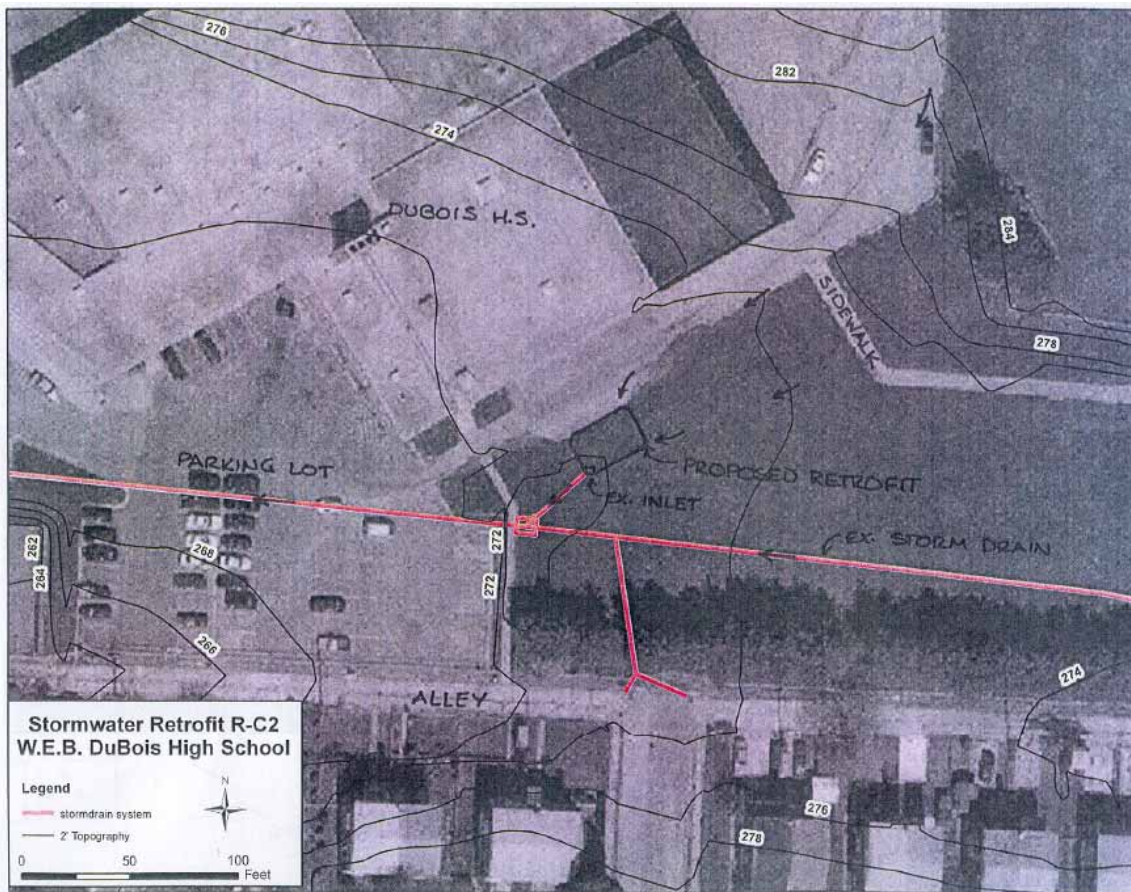 276
282
274
DUBOIS H.S.
284
SIDEWALK
278
PARKING LOT
PROPOSED RETROFIT
EX. INLET
272
EX. STORM DRAIN
262
268
264
272
266
274
ALLEY
Stormwater Retrofit R-C2
W.E.B. DuBois High School
Legend
N
stormdrain system
2' Topography
0 50 100
Feet
276
278